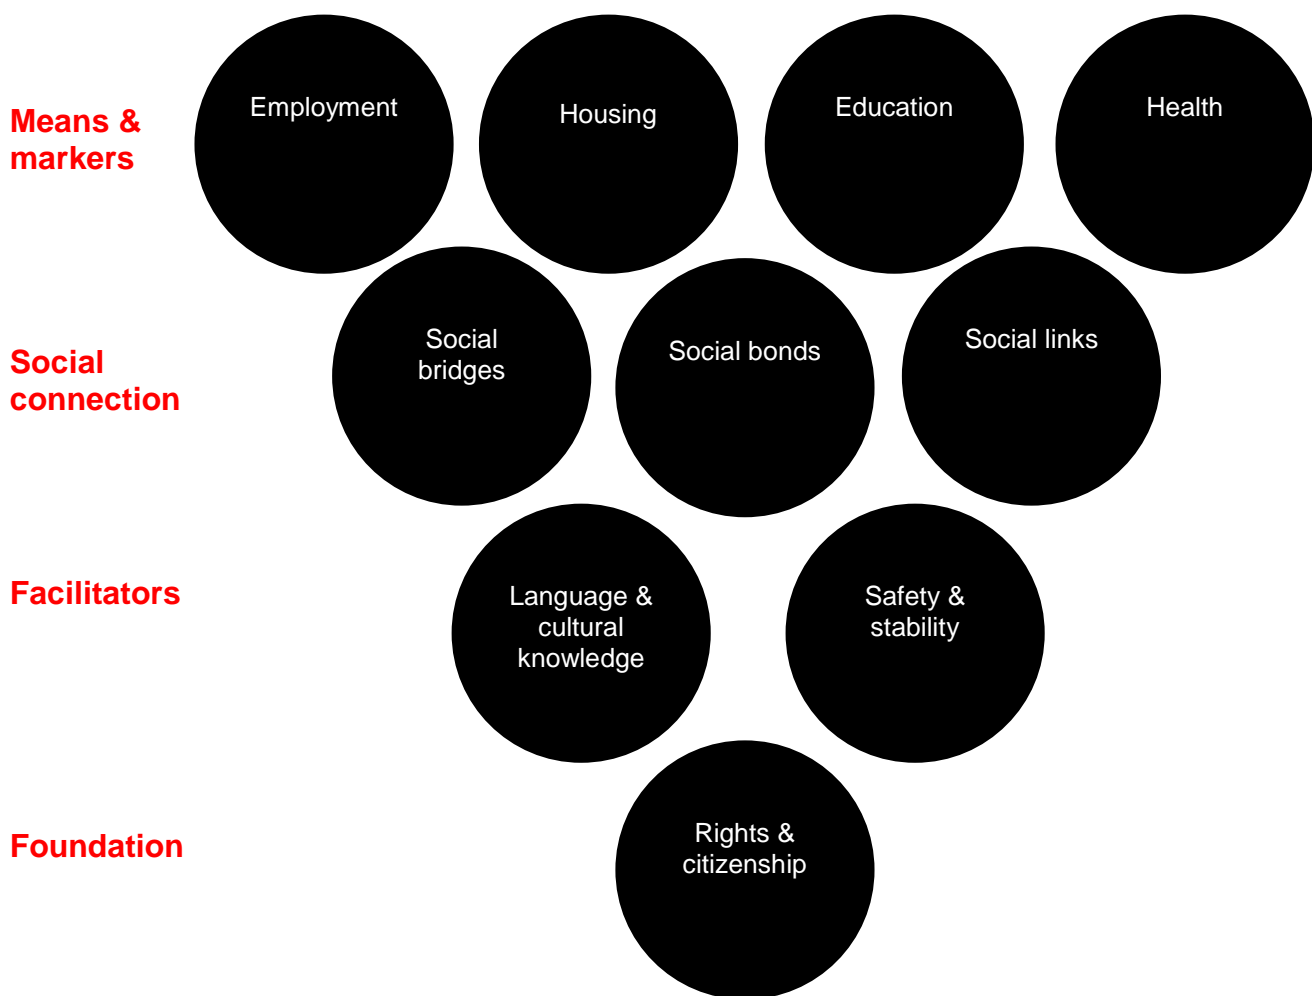 Means &
markers
Employment
Housing
Education
Health
Social
connection
Social
bridges
Social bonds
Social links
Facilitators
Language &
cultural
knowledge
Safety &
stability
Foundation
Rights &
citizenship